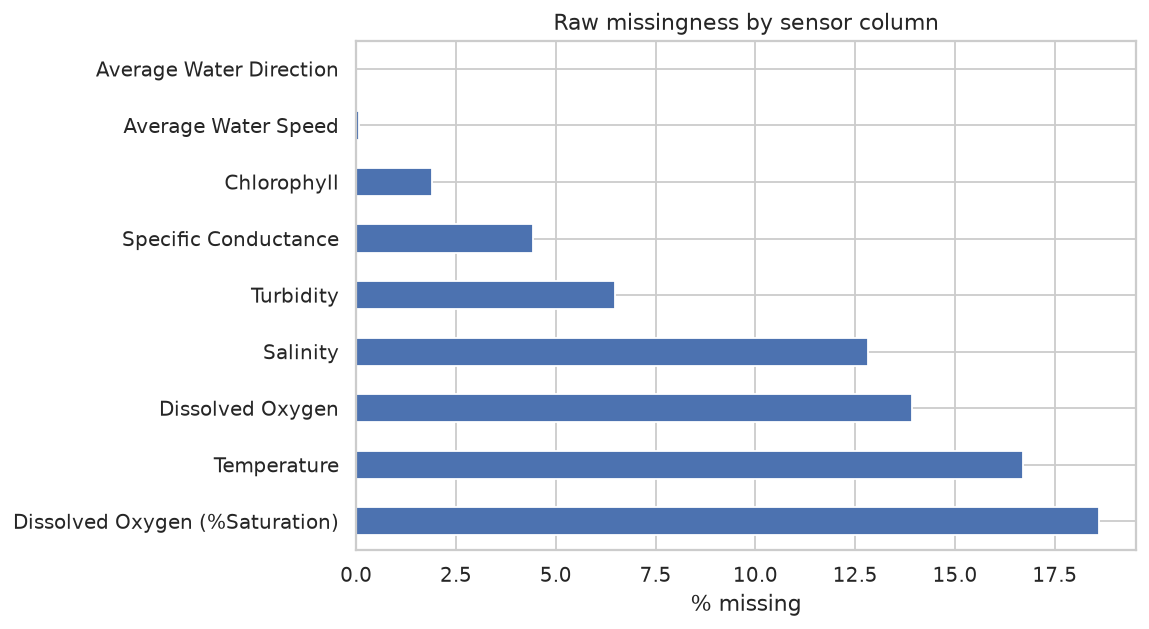 Raw missingness by sensor column
Average Water Direction
Average Water Speed
Chlorophyll
Specific Conductance
Turbidity
Salinity
Dissolved Oxygen
Temperature
Dissolved Oxygen (%Saturation)
0.0 2.5 5.0 7.5 10.0 12.5 15.0 17.5
% missing